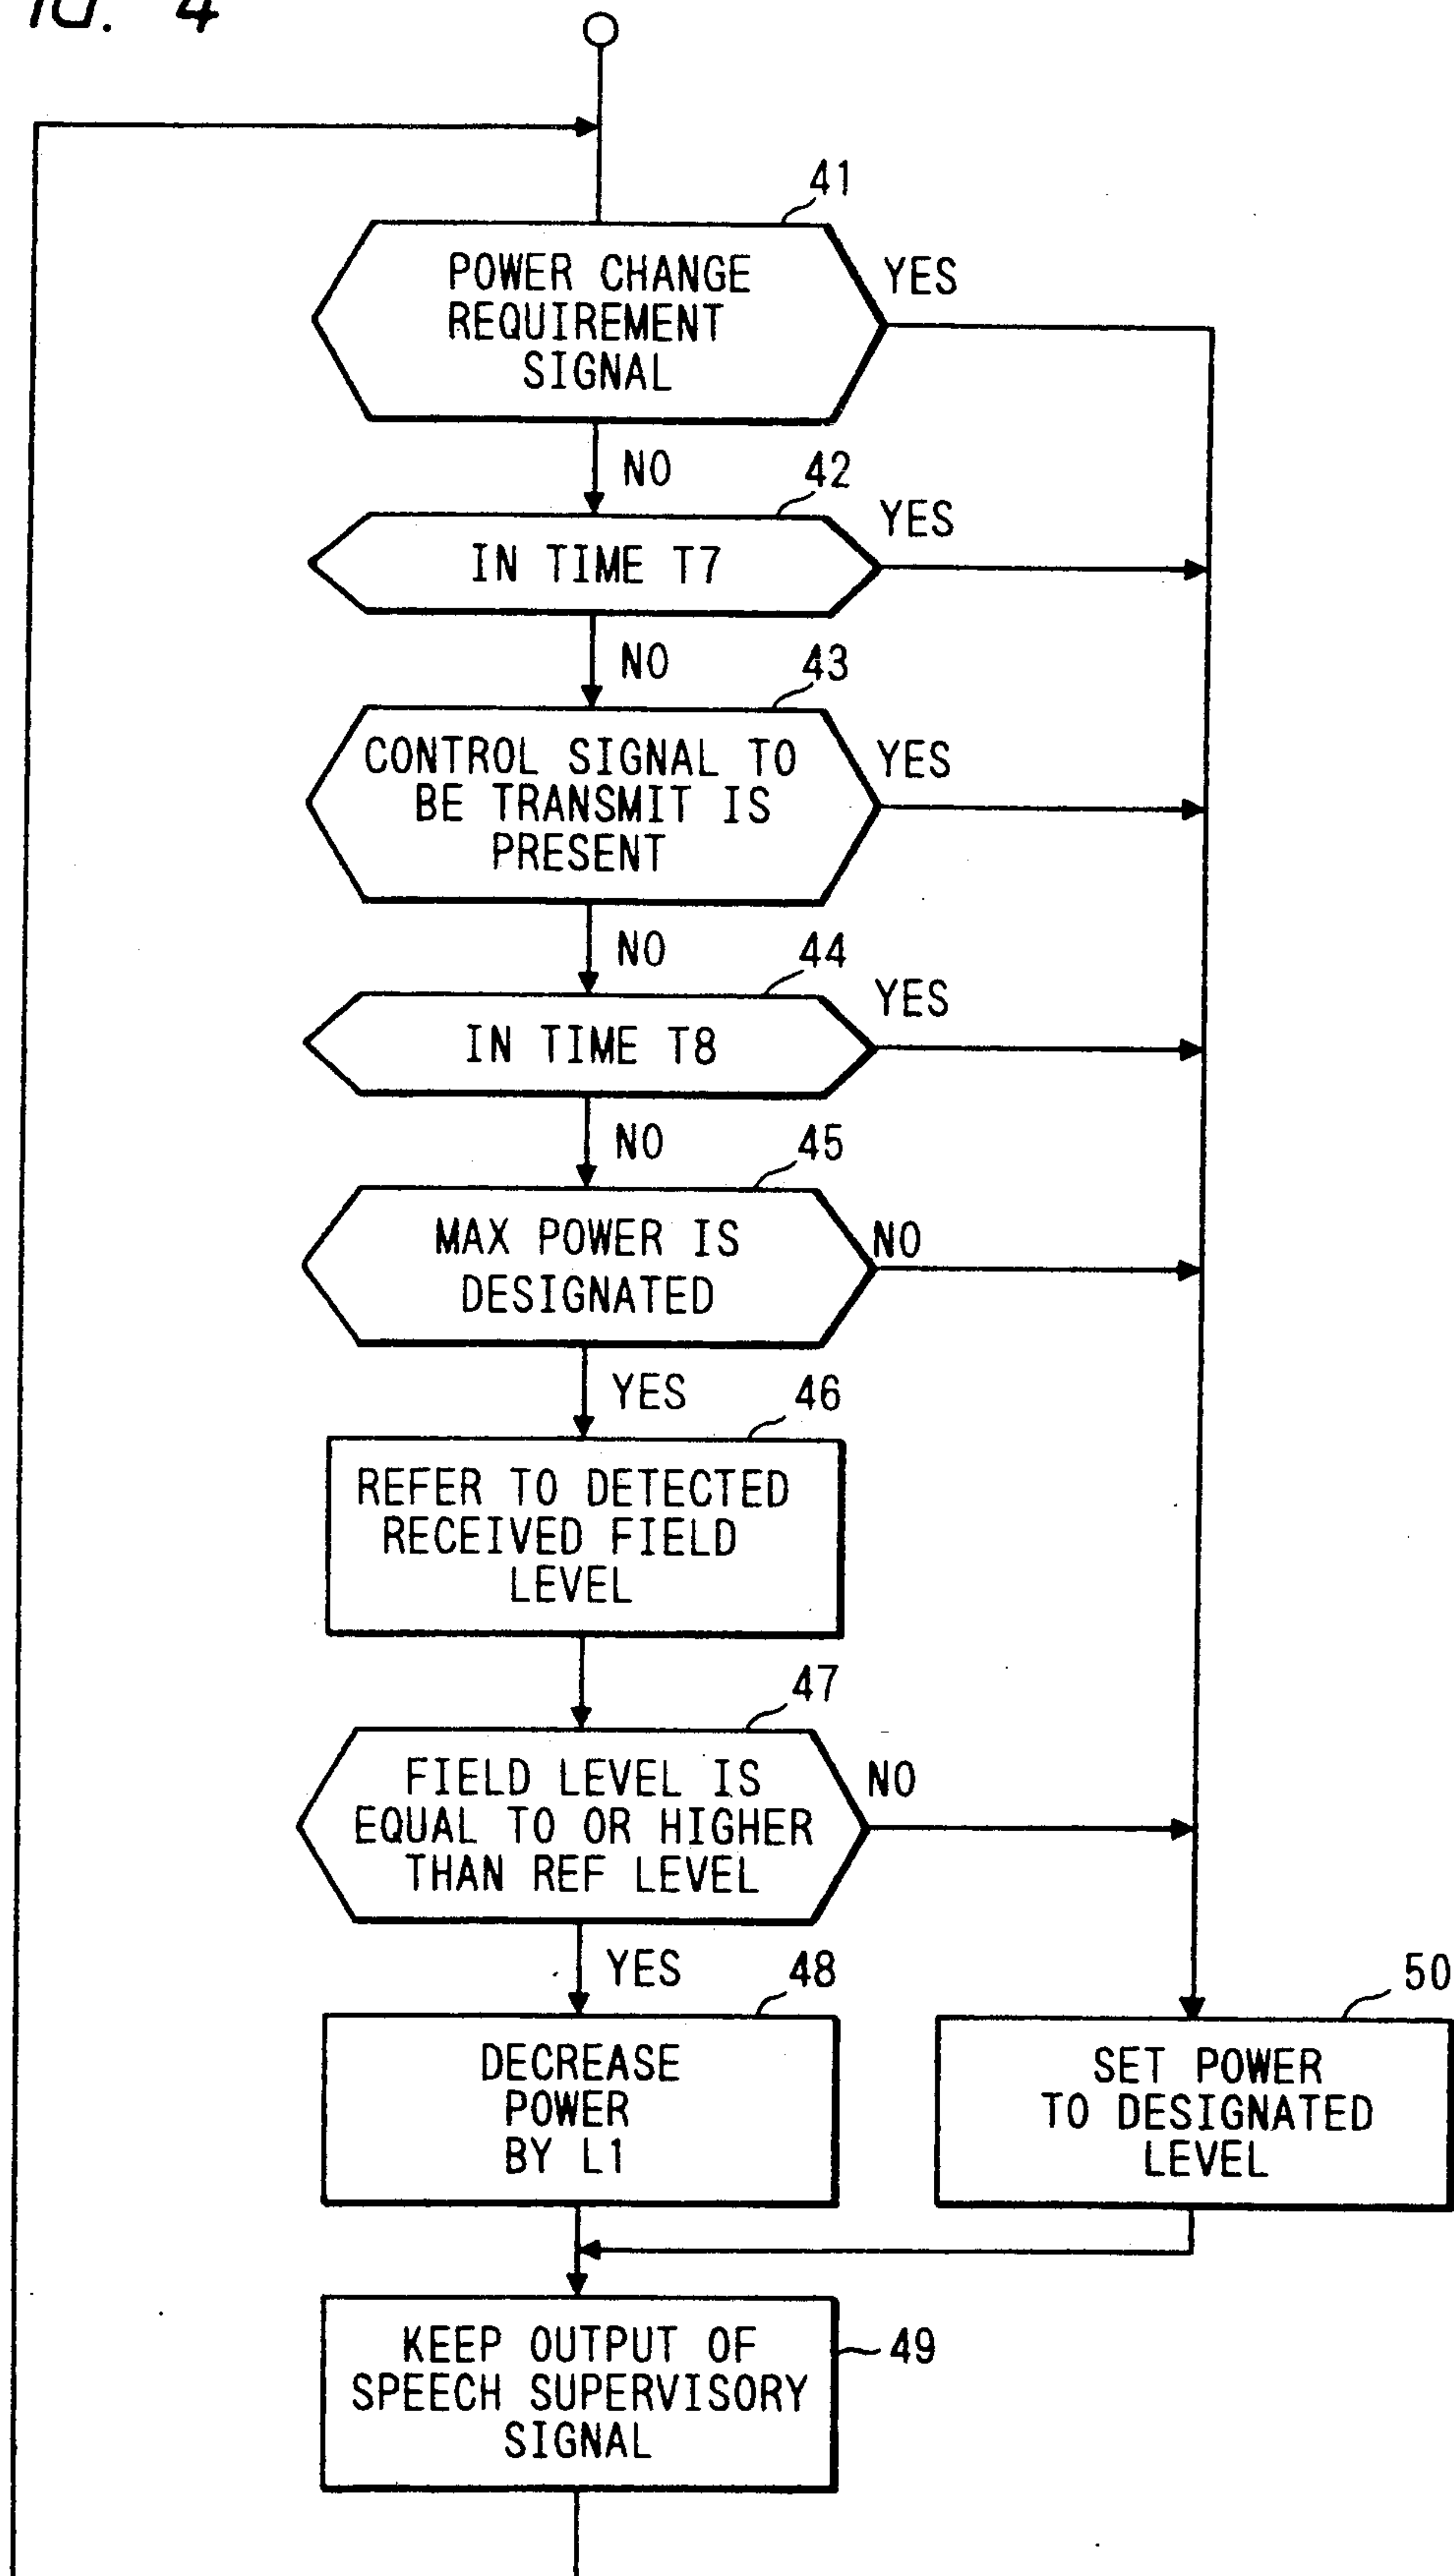 IG. 4
41
POWER CHANGE
REQUIREMENT
SIGNAL
YES
NO
42
IN TIME T7
YES
NO
43
CONTROL SIGNAL TO
BE TRANSMIT IS
PRESENT
YES
NO
44
IN TIME T8
YES
NO
45
MAX POWER IS
DESIGNATED
NO
YES
46
REFER TO DETECTED
RECEIVED FIELD
LEVEL
47
FIELD LEVEL IS
EQUAL TO OR HIGHER
THAN REF LEVEL
NO
YES
48
DECREASE
POWER
BY L1
50
SET POWER
TO DESIGNATED
LEVEL
KEEP OUTPUT OF
SPEECH SUPERVISORY
SIGNAL
49